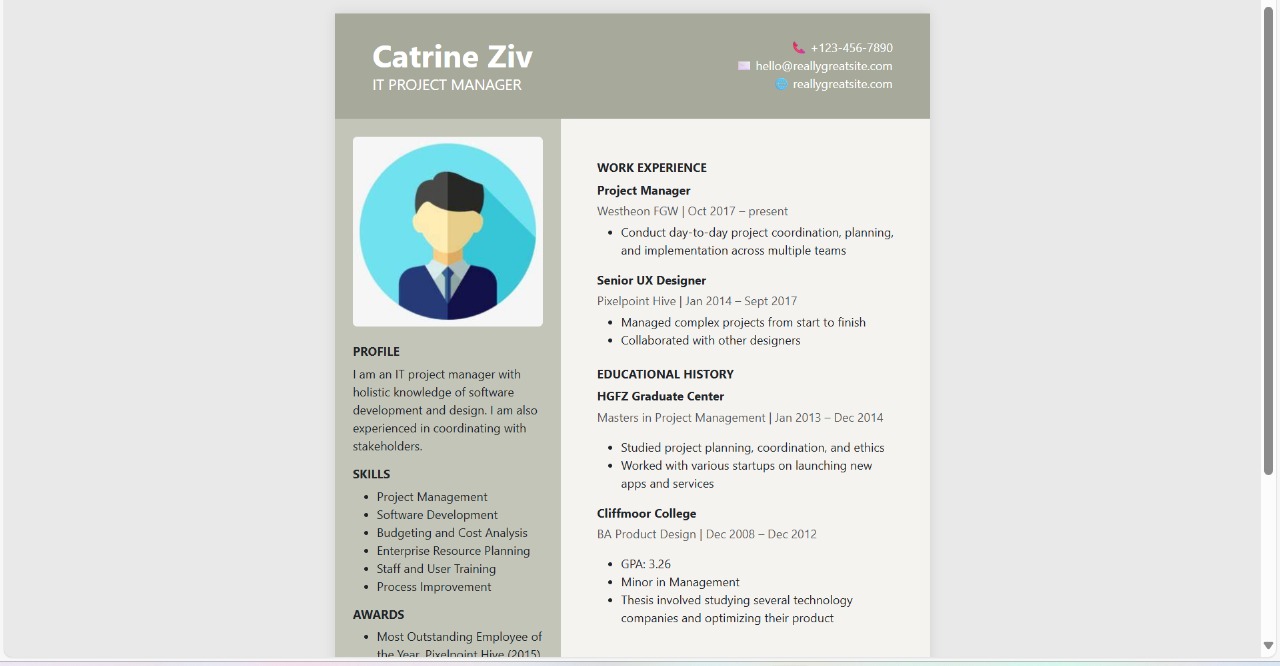 Catrine Ziv
IT PROJECT MANAGER
+123-456-7890
hello@reallygreatsite.com
reallygreatsite.com
PROFILE
I am an IT project manager with
holistic knowledge of software
development and design. I am also
experienced in coordinating with
stakeholders.
SKILLS
• Project Management
• Software Development
• Budgeting and Cost Analysis
• Enterprise Resource Planning
• Staff and User Training
• Process Improvement
AWARDS
• Most Outstanding Employee of
the Year, Pixelpoint Hive (2015)
WORK EXPERIENCE
Project Manager
Westheon FGW | Oct 2017 – present
• Conduct day-to-day project coordination, planning,
and implementation across multiple teams
Senior UX Designer
Pixelpoint Hive | Jan 2014 – Sept 2017
• Managed complex projects from start to finish
• Collaborated with other designers
EDUCATIONAL HISTORY
HGFZ Graduate Center
Masters in Project Management | Jan 2013 – Dec 2014
• Studied project planning, coordination, and ethics
• Worked with various startups on launching new
apps and services
Cliffmoor College
BA Product Design | Dec 2008 – Dec 2012
• GPA: 3.26
• Minor in Management
• Thesis involved studying several technology
companies and optimizing their product